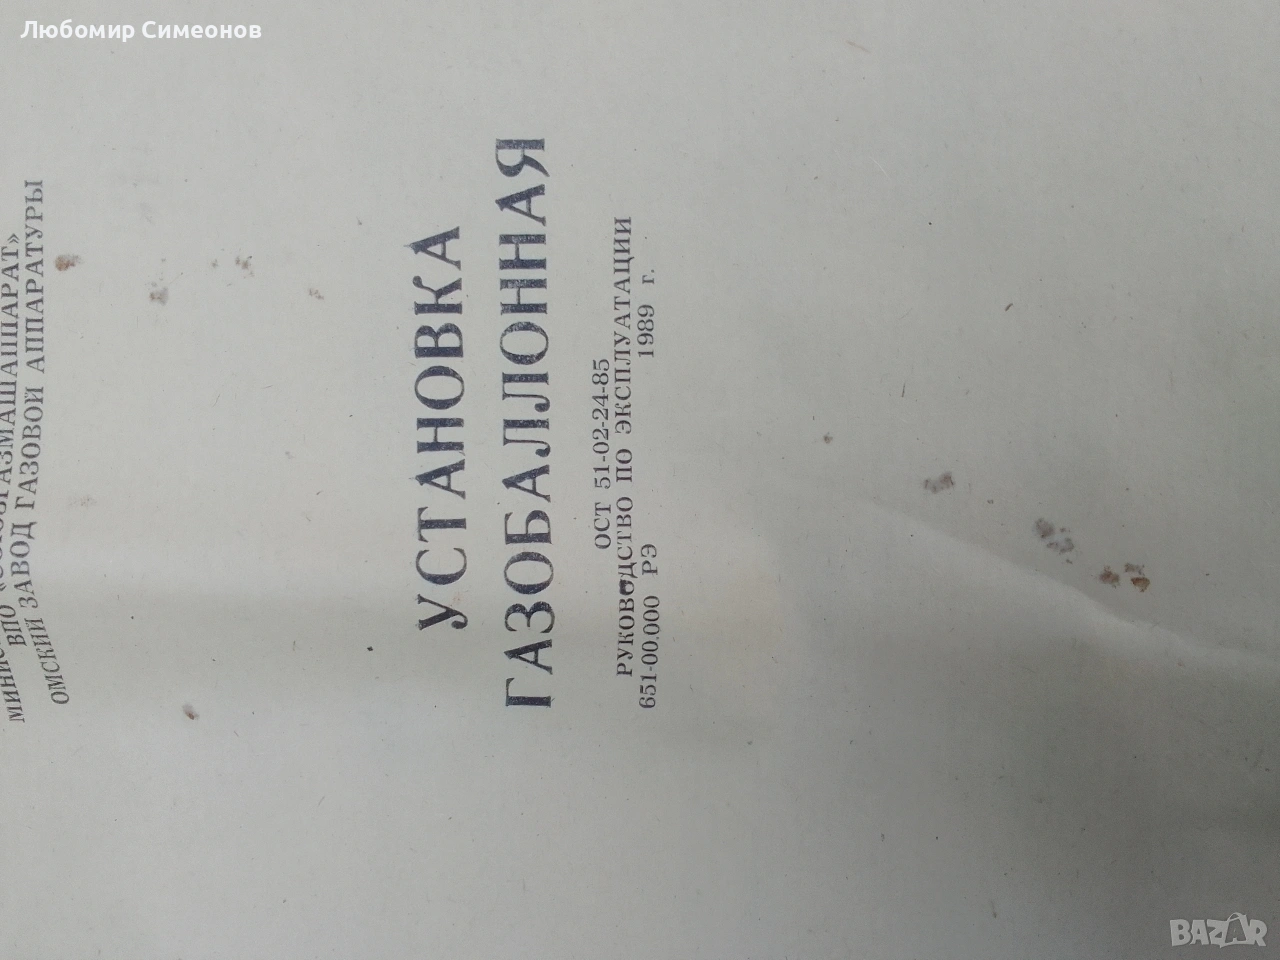 Любомир Симеонов
ВПО «СОЮЗГАЗМАШАППАРАТ»
ОМСКИЙ ЗАВОД ГАЗОВОЙ АППАРАТУРЫ
УСТАНОВКА
ГАЗОБАЛЛОННАЯ
ОСТ 51-02-24-85
РУКОВОДСТВО ПО ЭКСПЛУАТАЦИИ
651-00.000 РЭ 1989 г.
BAZAR